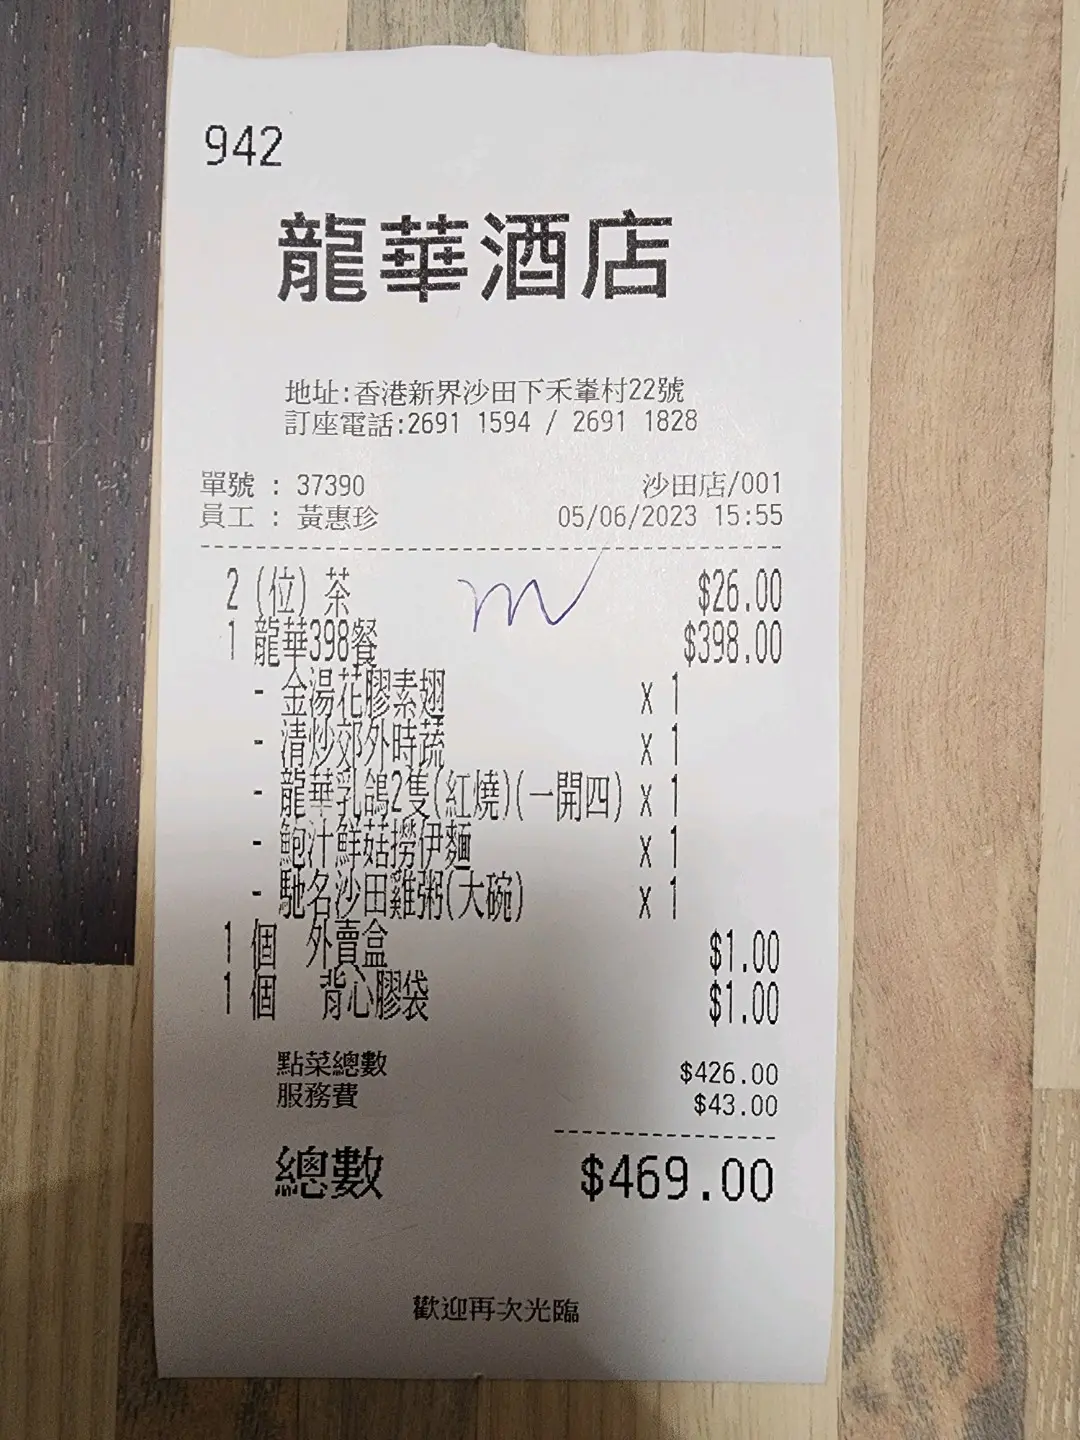 942
龍華酒店
地址:香港新界沙田下禾輋村22號
訂座電話:2691 1594 / 2691 1828
單號 : 37390 沙田店/001
員工 : 黃惠珍 05/06/2023 15:55
2 (位) 茶 $26.00
1 龍華398餐 $398.00
- 金湯花膠素翅 x 1
- 清炒郊外時蔬 x 1
- 龍華乳鴿2隻(紅燒)(一開四) x 1
- 鮑汁鮮菇撈伊麵 x 1
- 馳名沙田雞粥(大碗) x 1
1 個 外賣盒 $1.00
1 個 背心膠袋 $1.00
點菜總數 $426.00
服務費 $43.00
總數 $469.00
歡迎再次光臨